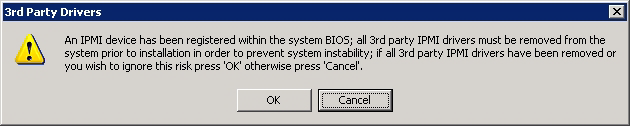 3rd Party Drivers
An IPMI device has been registered within the system BIOS; all 3rd party IPMI drivers must be removed from the
system prior to installation in order to prevent system instability; if all 3rd party IPMI drivers have been removed or
you wish to ignore this risk press 'OK' otherwise press 'Cancel'.
OK
Cancel